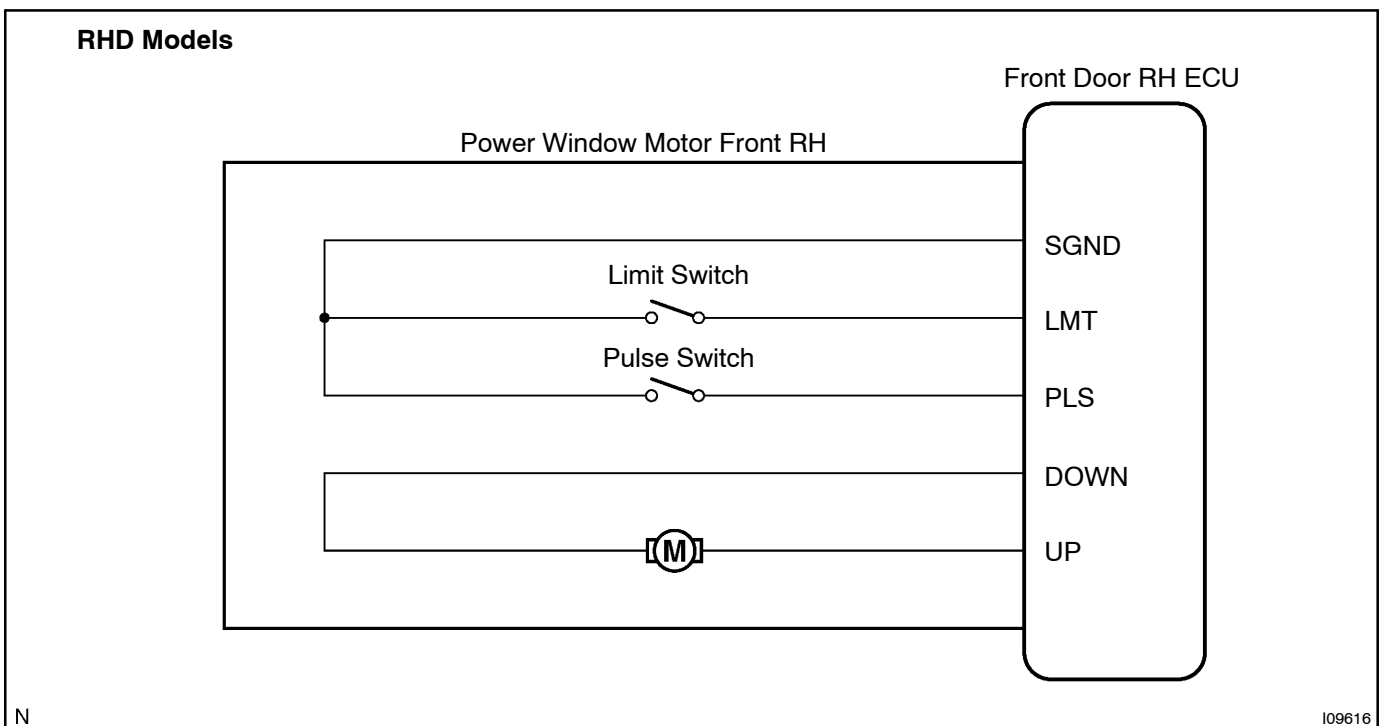 RHD Models
Front Door RH ECU
Power Window Motor Front RH
SGND
Limit Switch
LMT
Pulse Switch
PLS
DOWN
M
UP
N
I09616